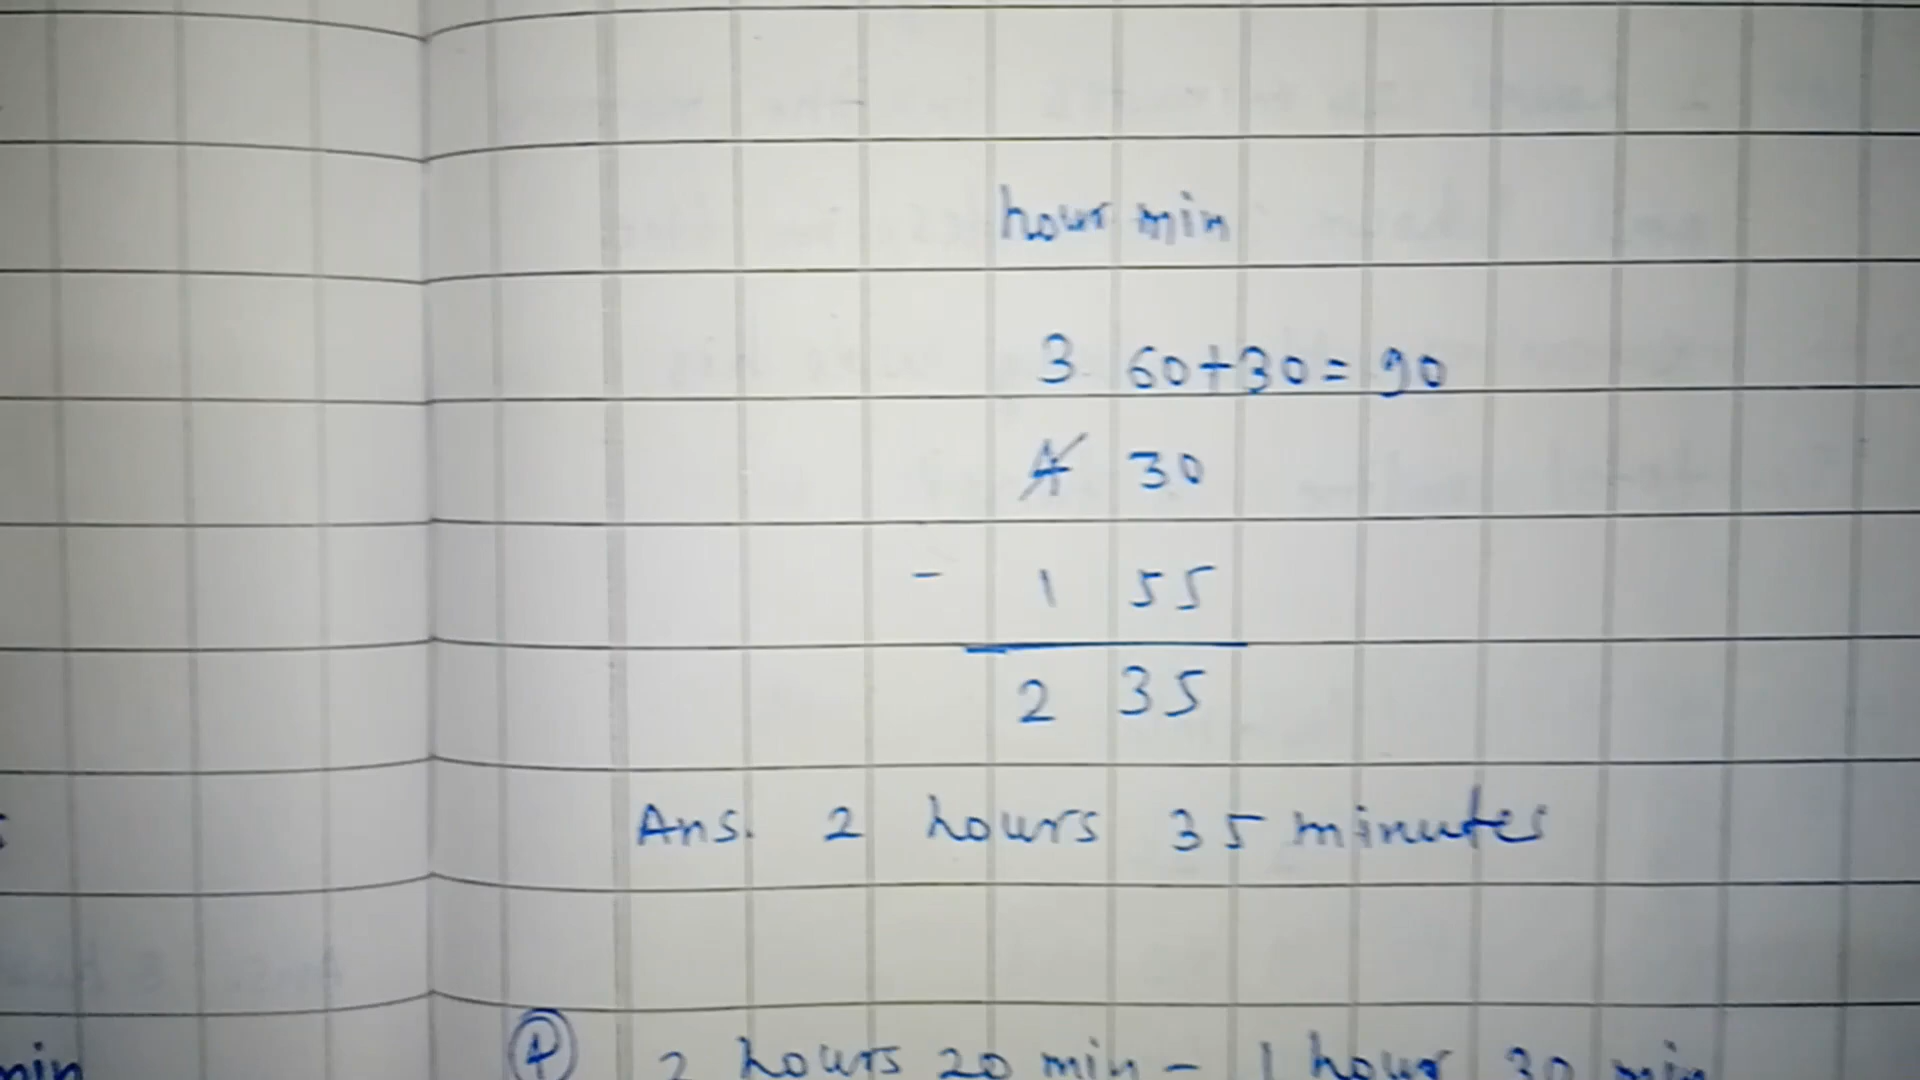 hour min
3 60+30=90
4 30
- 1 55
2 35
Ans. 2 hours 35 minutes
min
④ 2 hours 20 min - 1 hour 30 min